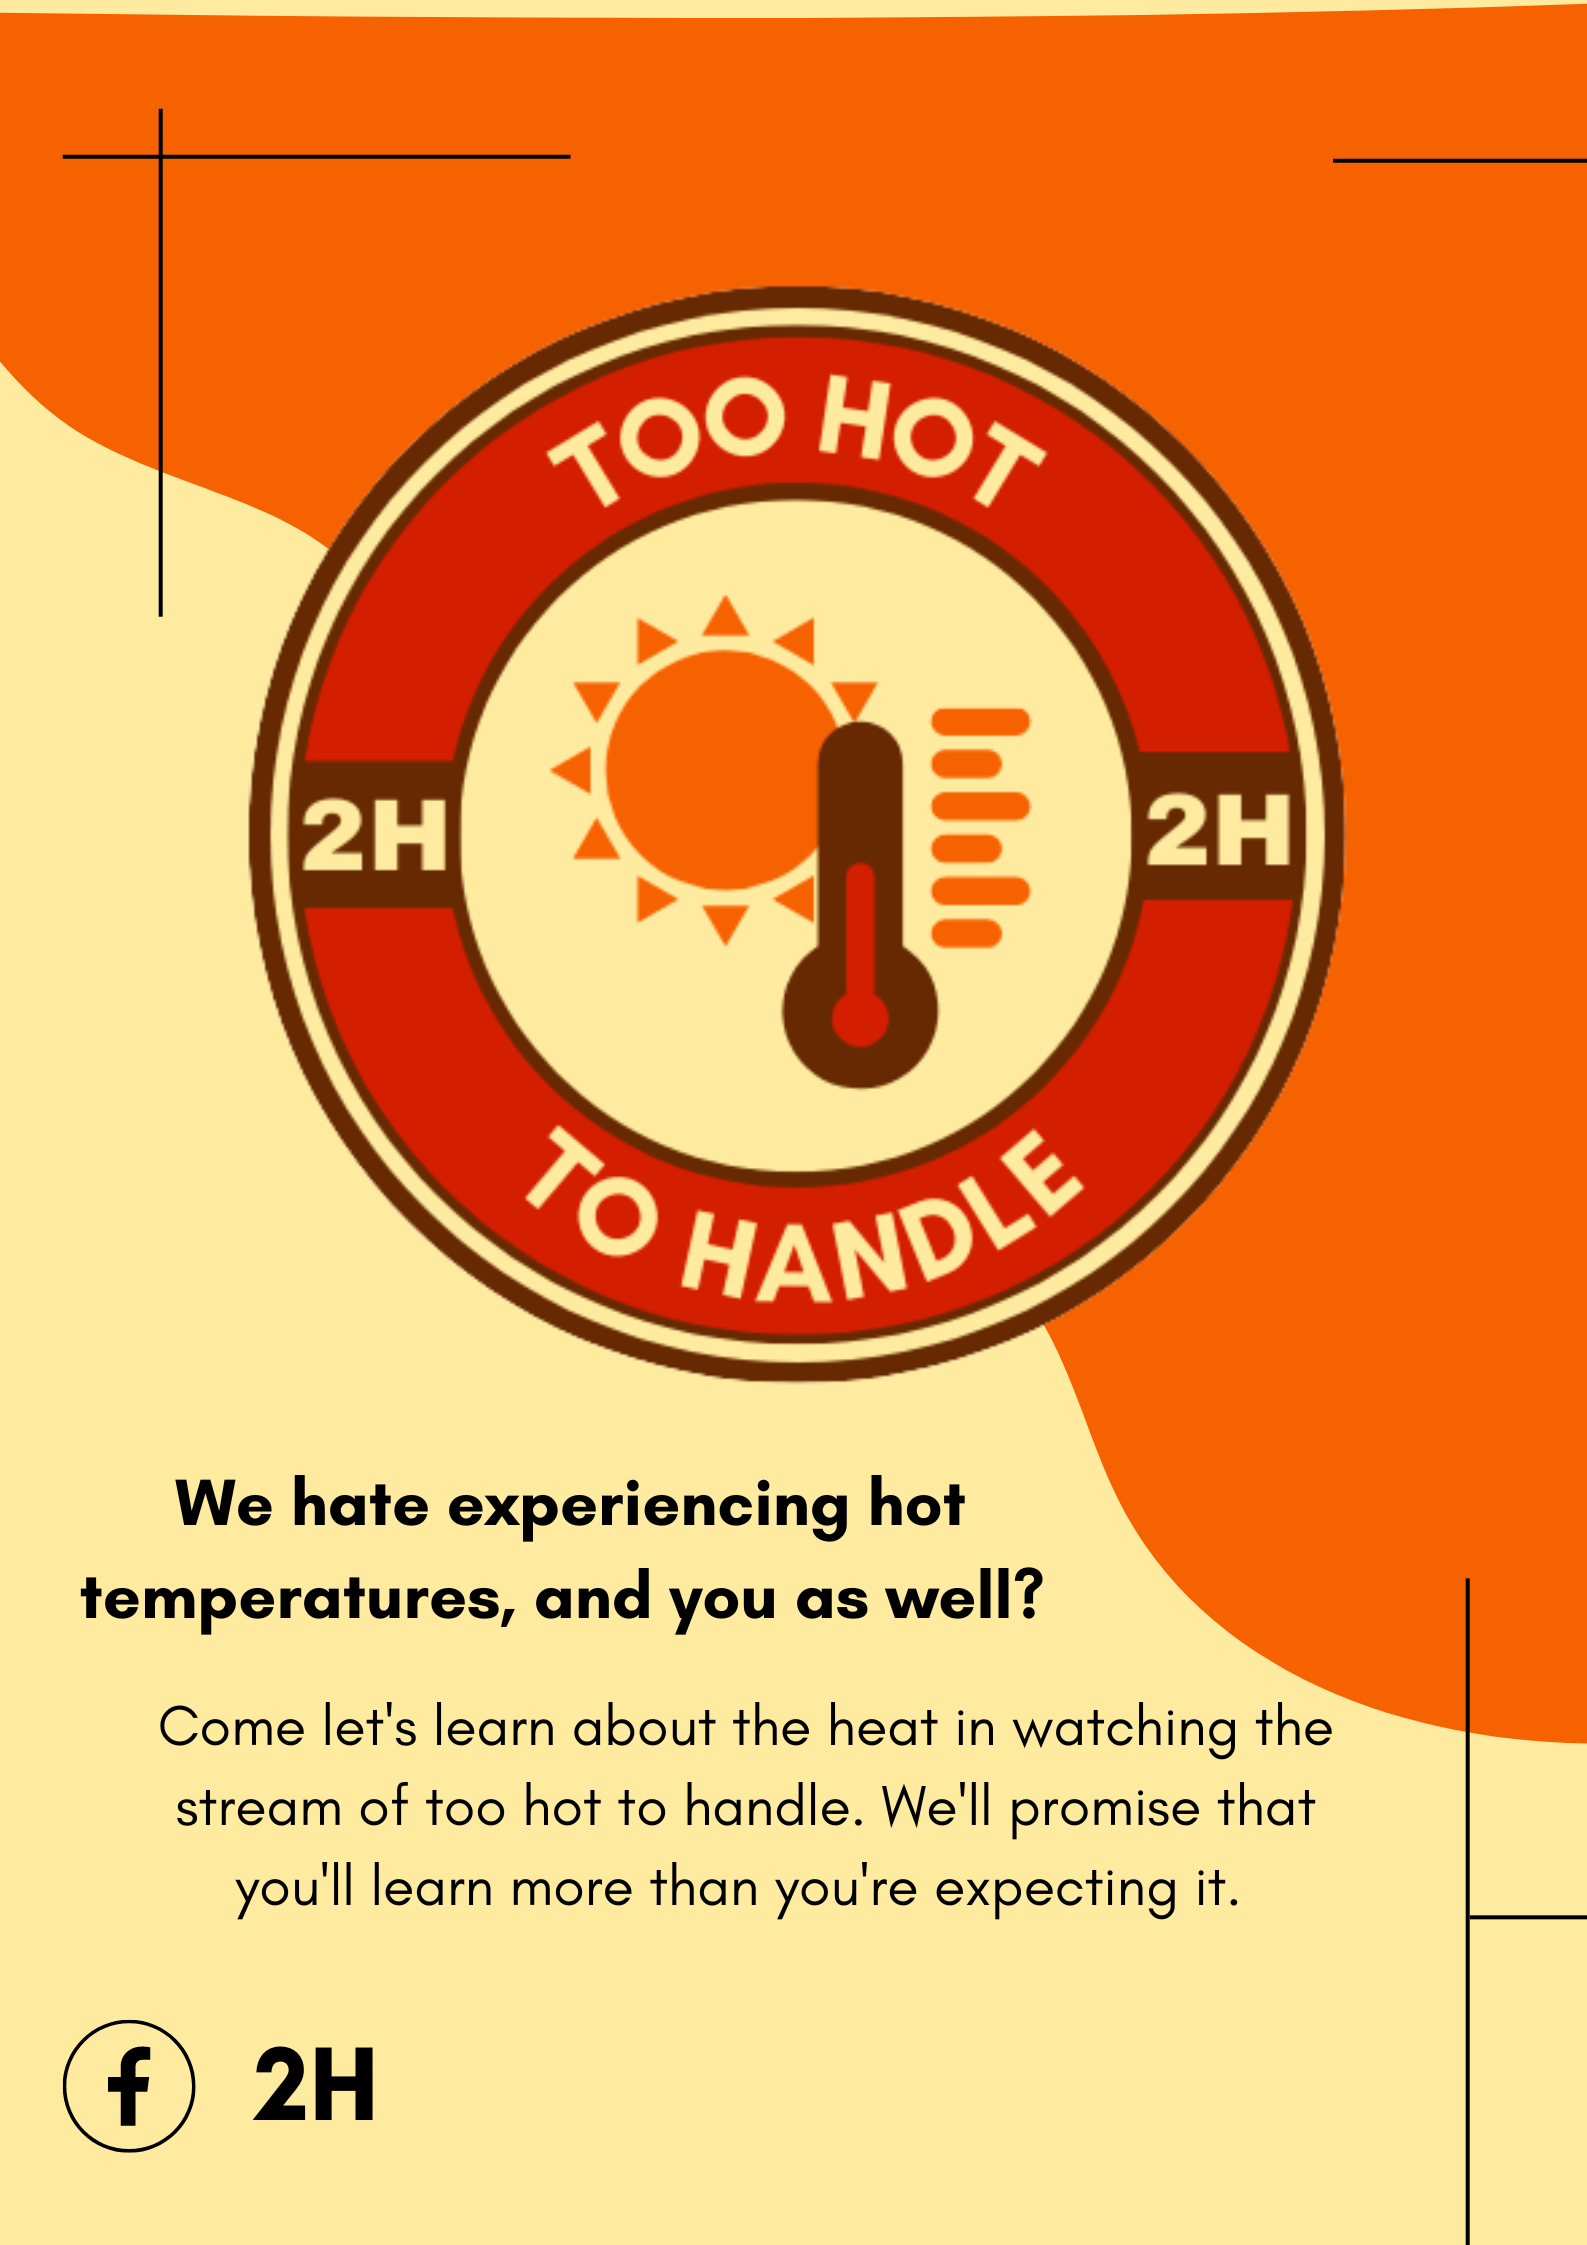 TOO HOT
2H
2H
TO HANDLE
We hate experiencing hot
temperatures, and you as well?
Come let's learn about the heat in watching the
stream of too hot to handle. We'll promise that
you'll learn more than you're expecting it.
f
2H